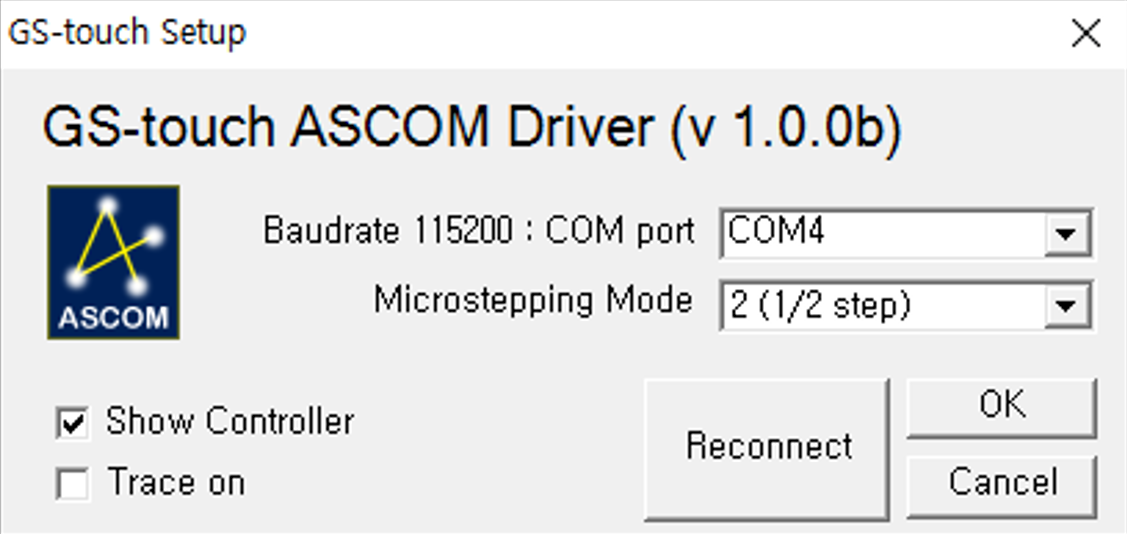 GS-touch Setup
GS-touch ASCOM Driver (v 1.0.0b)
ASCOM
Baudrate 115200 : COM port COM4
Microstepping Mode 2 (1/2 step)
Show Controller
Trace on
Reconnect
OK
Cancel